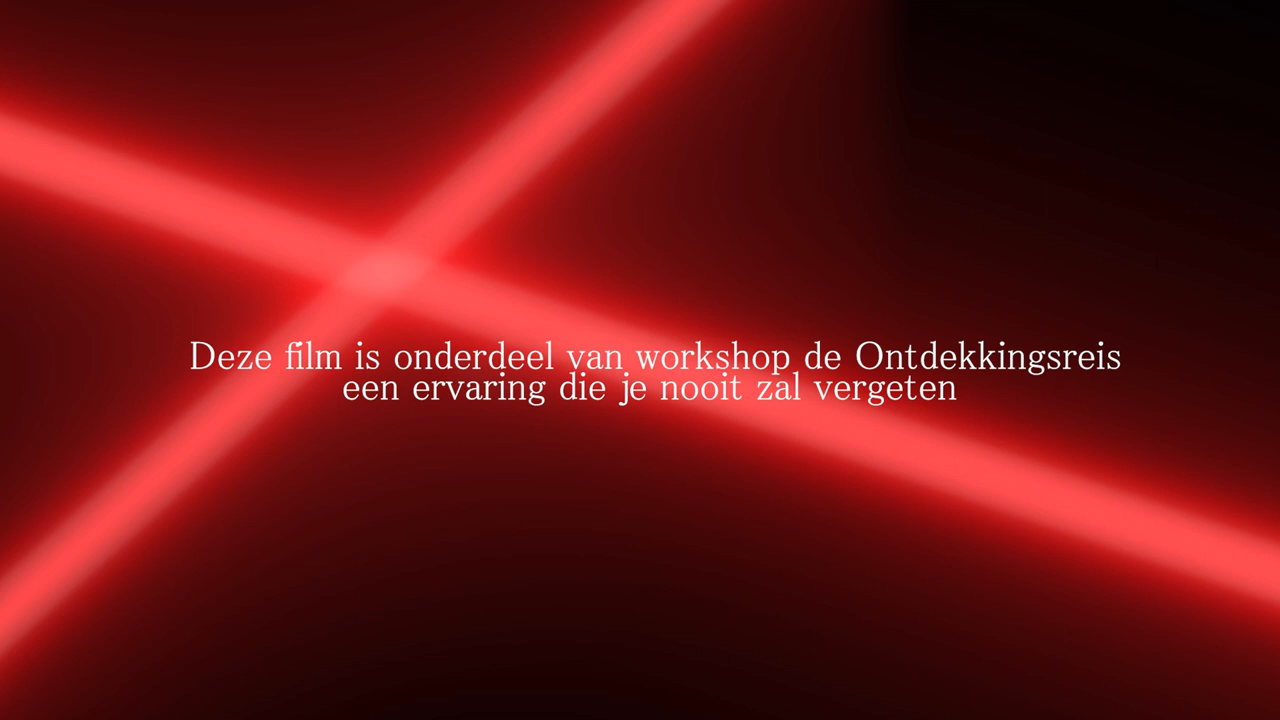 Deze film is onderdeel van workshop de Ontdekkingsreis
een ervaring die je nooit zal vergeten